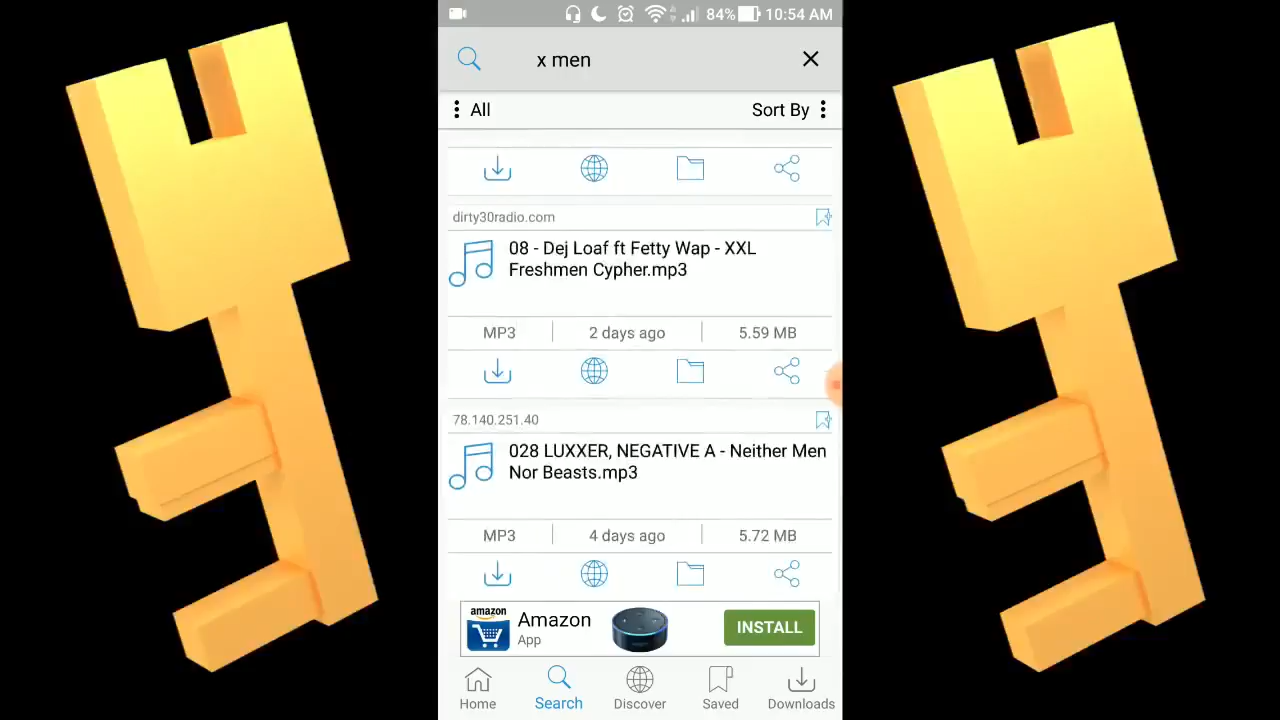 84% 10:54 AM
x men
All Sort By
dirty30radio.com
08 - Dej Loaf ft Fetty Wap - XXL
Freshmen Cypher.mp3
MP3 2 days ago 5.59 MB
78.140.251.40
028 LUXXER, NEGATIVE A - Neither Men
Nor Beasts.mp3
MP3 4 days ago 5.72 MB
amazon
Amazon
App
INSTALL
Home Search Discover Saved Downloads